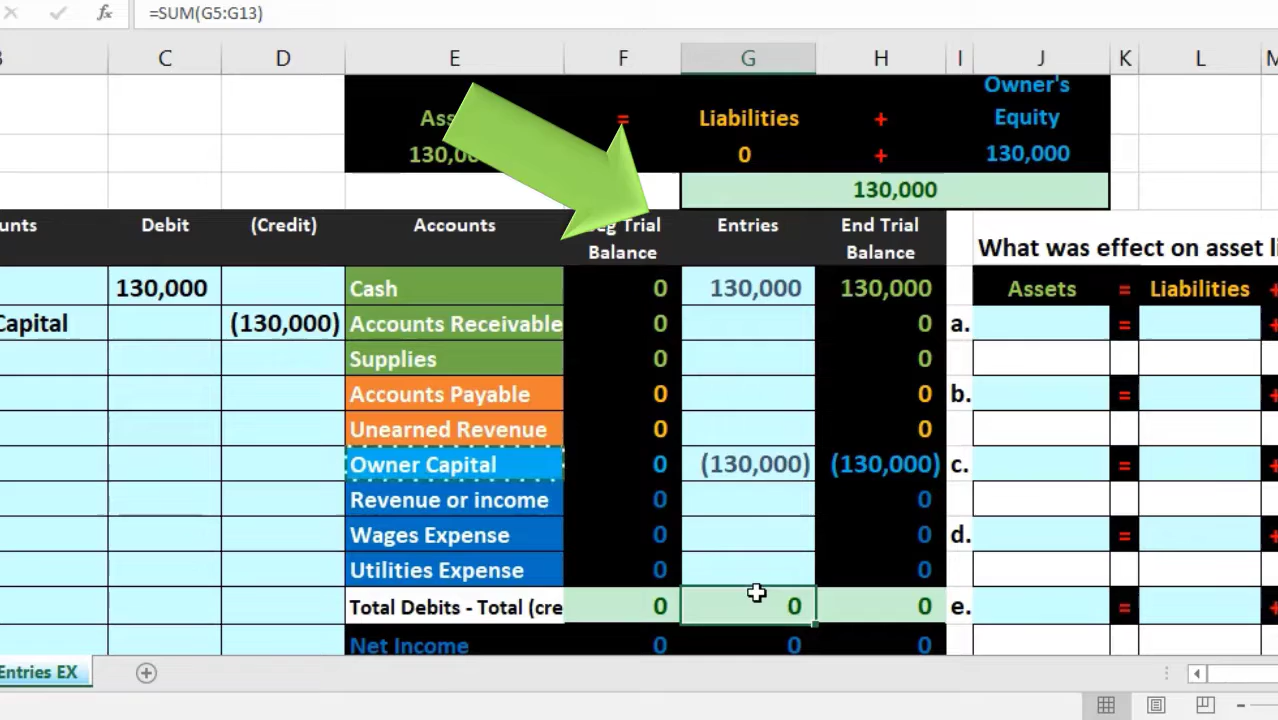 fx =SUM(G5:G13)
C D E F G H I J K L
= Liabilities + Owner's Equity
0 + 130,000
130,000
Debit (Credit) Accounts Trial Balance Entries End Trial Balance What was effect on asset
130,000 Cash 0 130,000 130,000 Assets = Liabilities
Capital (130,000) Accounts Receivable 0 0 a. =
Supplies 0 0
Accounts Payable 0 0 b. =
Unearned Revenue 0 0
Owner Capital 0 (130,000) (130,000) c. =
Revenue or income 0 0
Wages Expense 0 0 d. =
Utilities Expense 0 0
Total Debits - Total (cre 0 0 0 e. =
Net Income 0 0 0
Entries EX